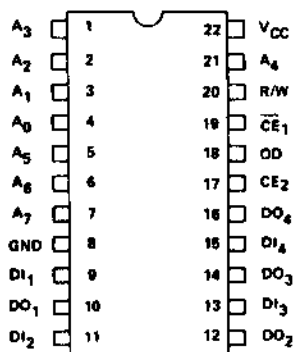 A3 1 22 VCC
A2 2 21 A4
A1 3 20 R/W
A0 4 19 CE1
A5 5 18 OD
A6 6 17 CE2
A7 7 16 DO4
GND 8 15 DI4
DI1 9 14 DO3
DO1 10 13 DI3
DI2 11 12 DO2